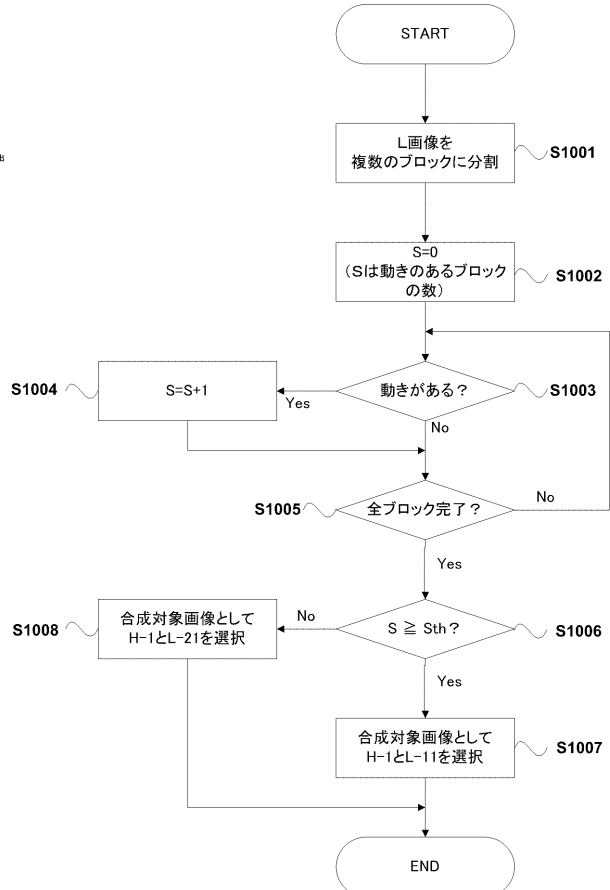 START
L画像を
複数のブロックに分割
S1001
S=0
(Sは動きのあるブロック
の数)
S1002
S1004
S=S+1
Yes
動きがある？
S1003
No
S1005
全ブロック完了？
No
Yes
S1008
合成対象画像として
H-1とL-21を選択
No
S ≧ Sth？
S1006
Yes
合成対象画像として
H-1とL-11を選択
S1007
END